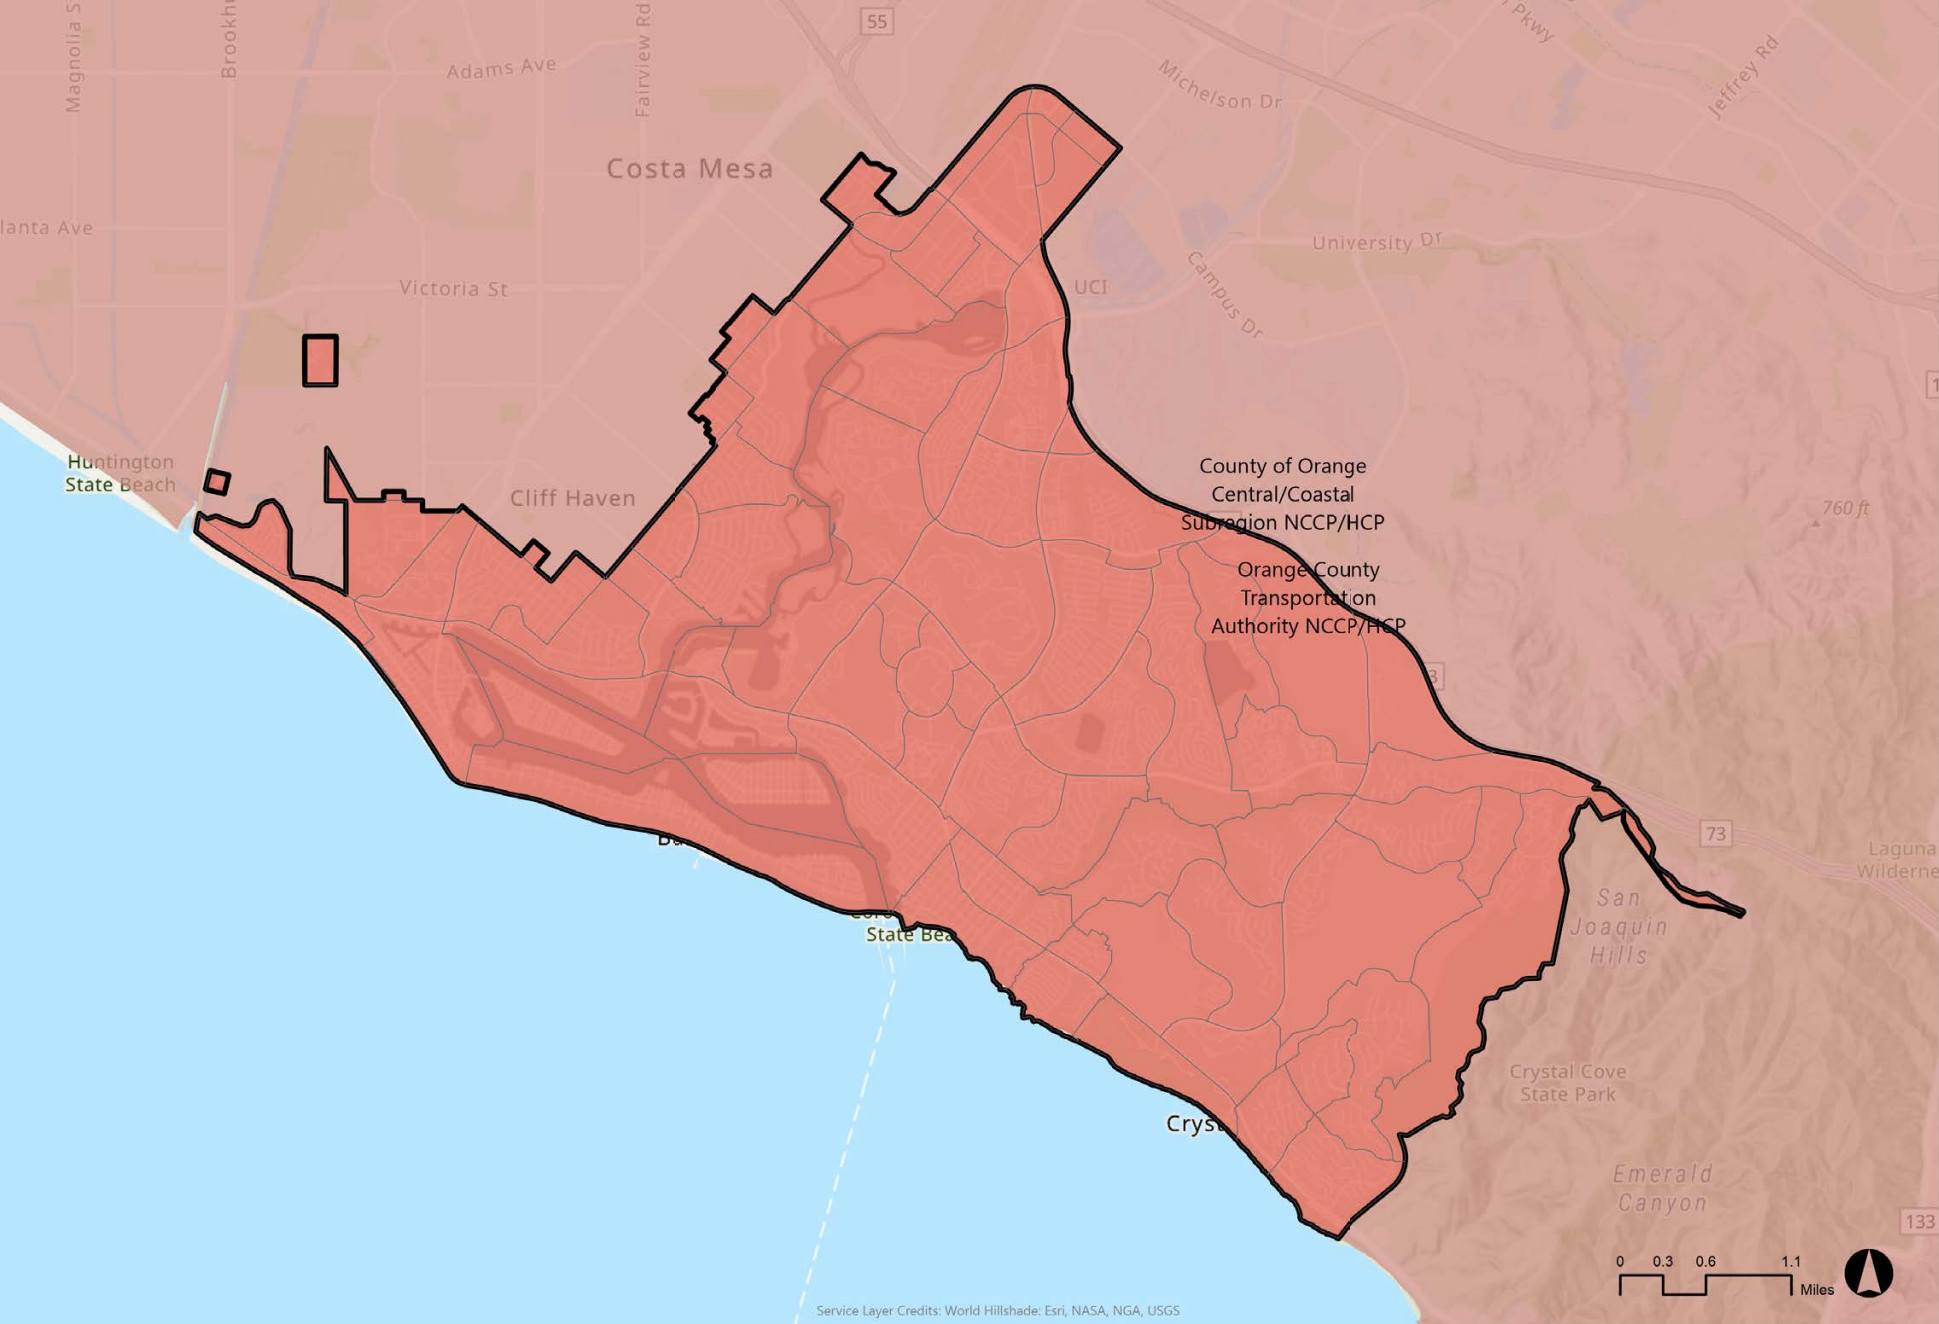 Magnolia S
Brookhu
Fairview Rd
55
Pkwy
Jeffrey Rd
Adams Ave
Michelson Dr
Costa Mesa
lanta Ave
University Dr
Victoria St
UCI
Campus Dr
Huntington
State Beach
Cliff Haven
County of Orange
Central/Coastal
Subregion NCCP/HCP
760 ft
Orange County
Transportation
Authority NCCP/HCP
73
Laguna
Wilderne
San
Joaquin
Hills
State Bea
Crystal Cove
State Park
Cryst
Emerald
Canyon
133
0 0.3 0.6 1.1
Miles
Service Layer Credits: World Hillshade: Esri, NASA, NGA, USGS